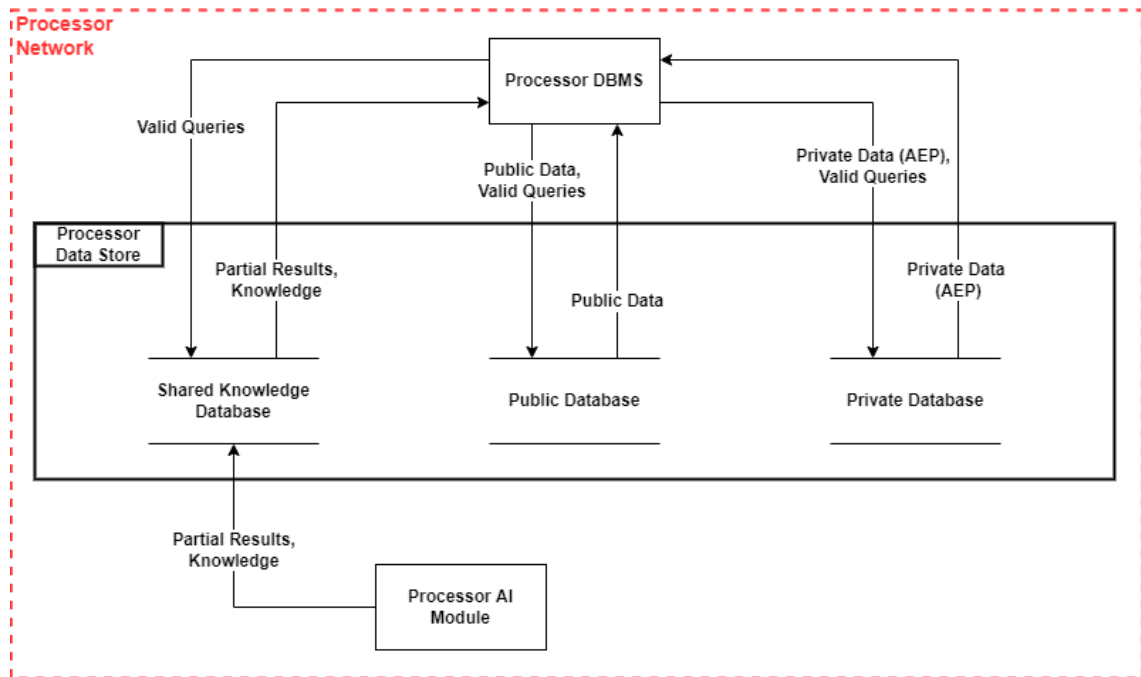 Processor
Network
Processor DBMS
Valid Queries
Public Data,
Valid Queries
Private Data (AEP),
Valid Queries
Processor
Data Store
Partial Results,
Knowledge
Public Data
Private Data
(AEP)
Shared Knowledge
Database
Public Database
Private Database
Partial Results,
Knowledge
Processor AI
Module